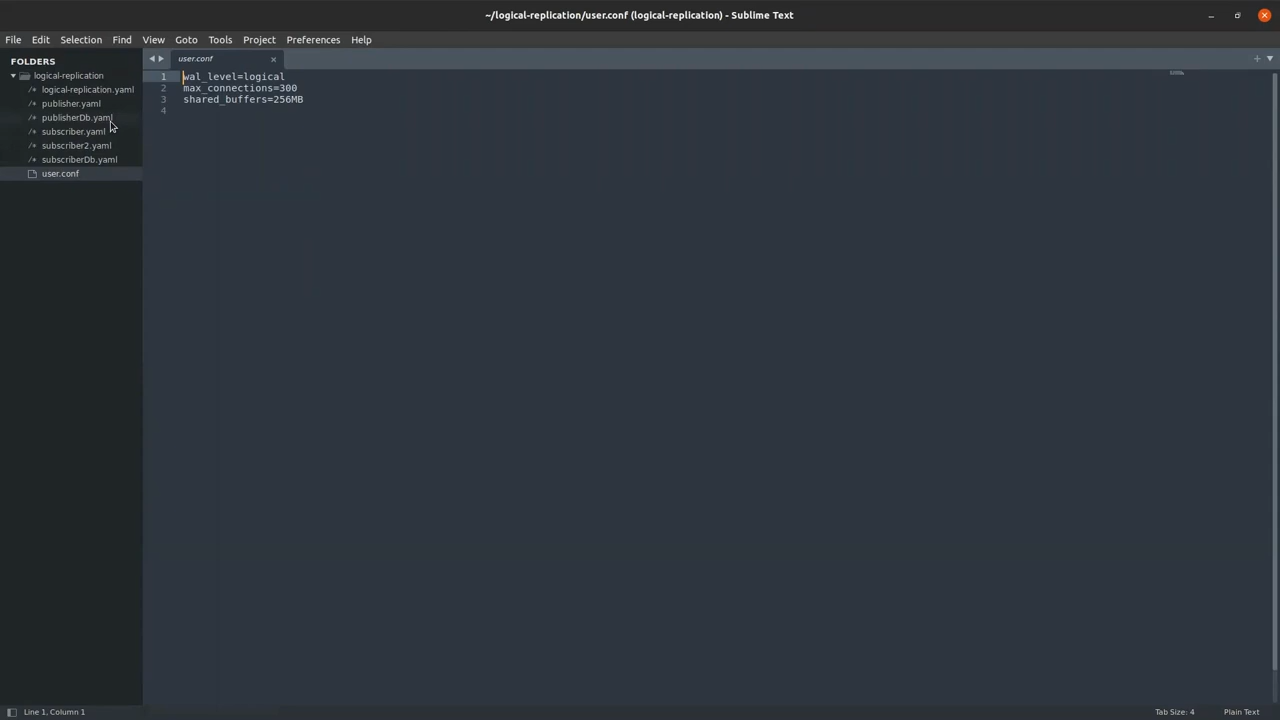 ~/logical-replication/user.conf (logical-replication) - Sublime Text
File Edit Selection Find View Goto Tools Project Preferences Help
FOLDERS
logical-replication
logical-replication.yaml
publisher.yaml
publisherDb.yaml
subscriber.yaml
subscriber2.yaml
subscriberDb.yaml
user.conf
user.conf
1 wal_level=logical
2 max_connections=300
3 shared_buffers=256MB
4
Line 1, Column 1
Tab Size: 4
Plain Text